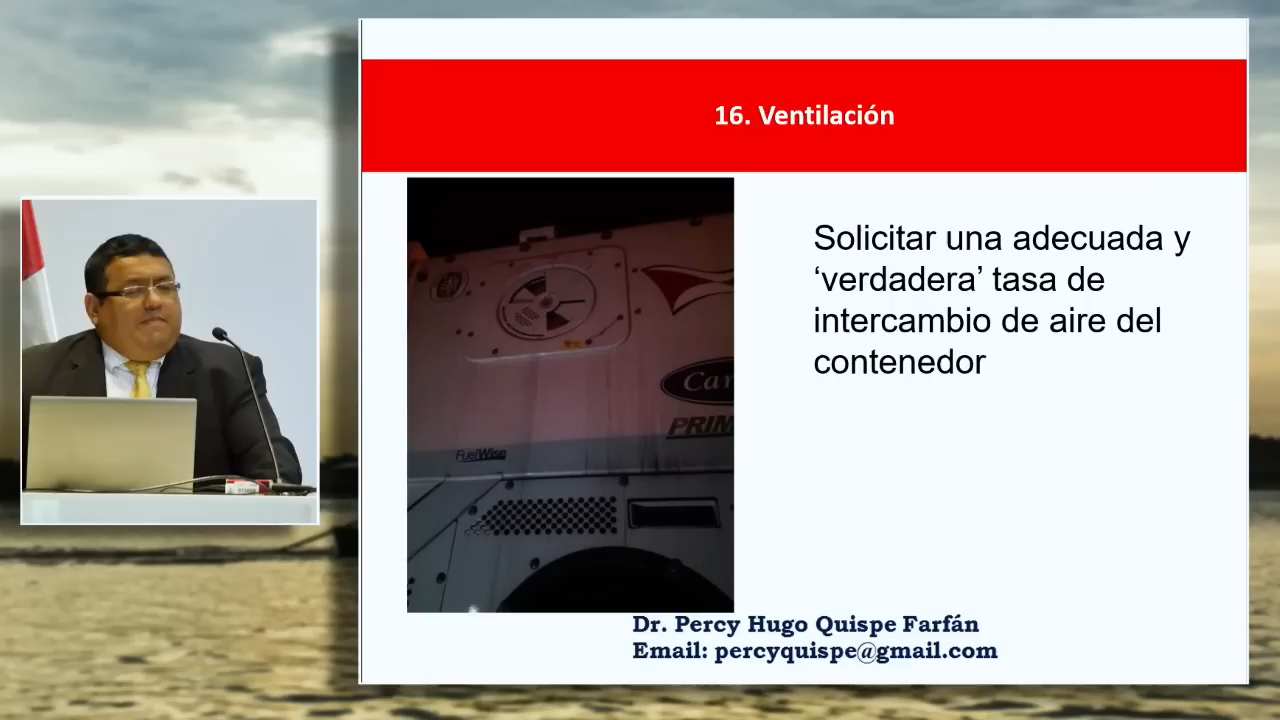 16. Ventilación
Solicitar una adecuada y
‘verdadera’ tasa de
intercambio de aire del
contenedor
FuelWise
Dr. Percy Hugo Quispe Farfán
Email: percyquispe@gmail.com